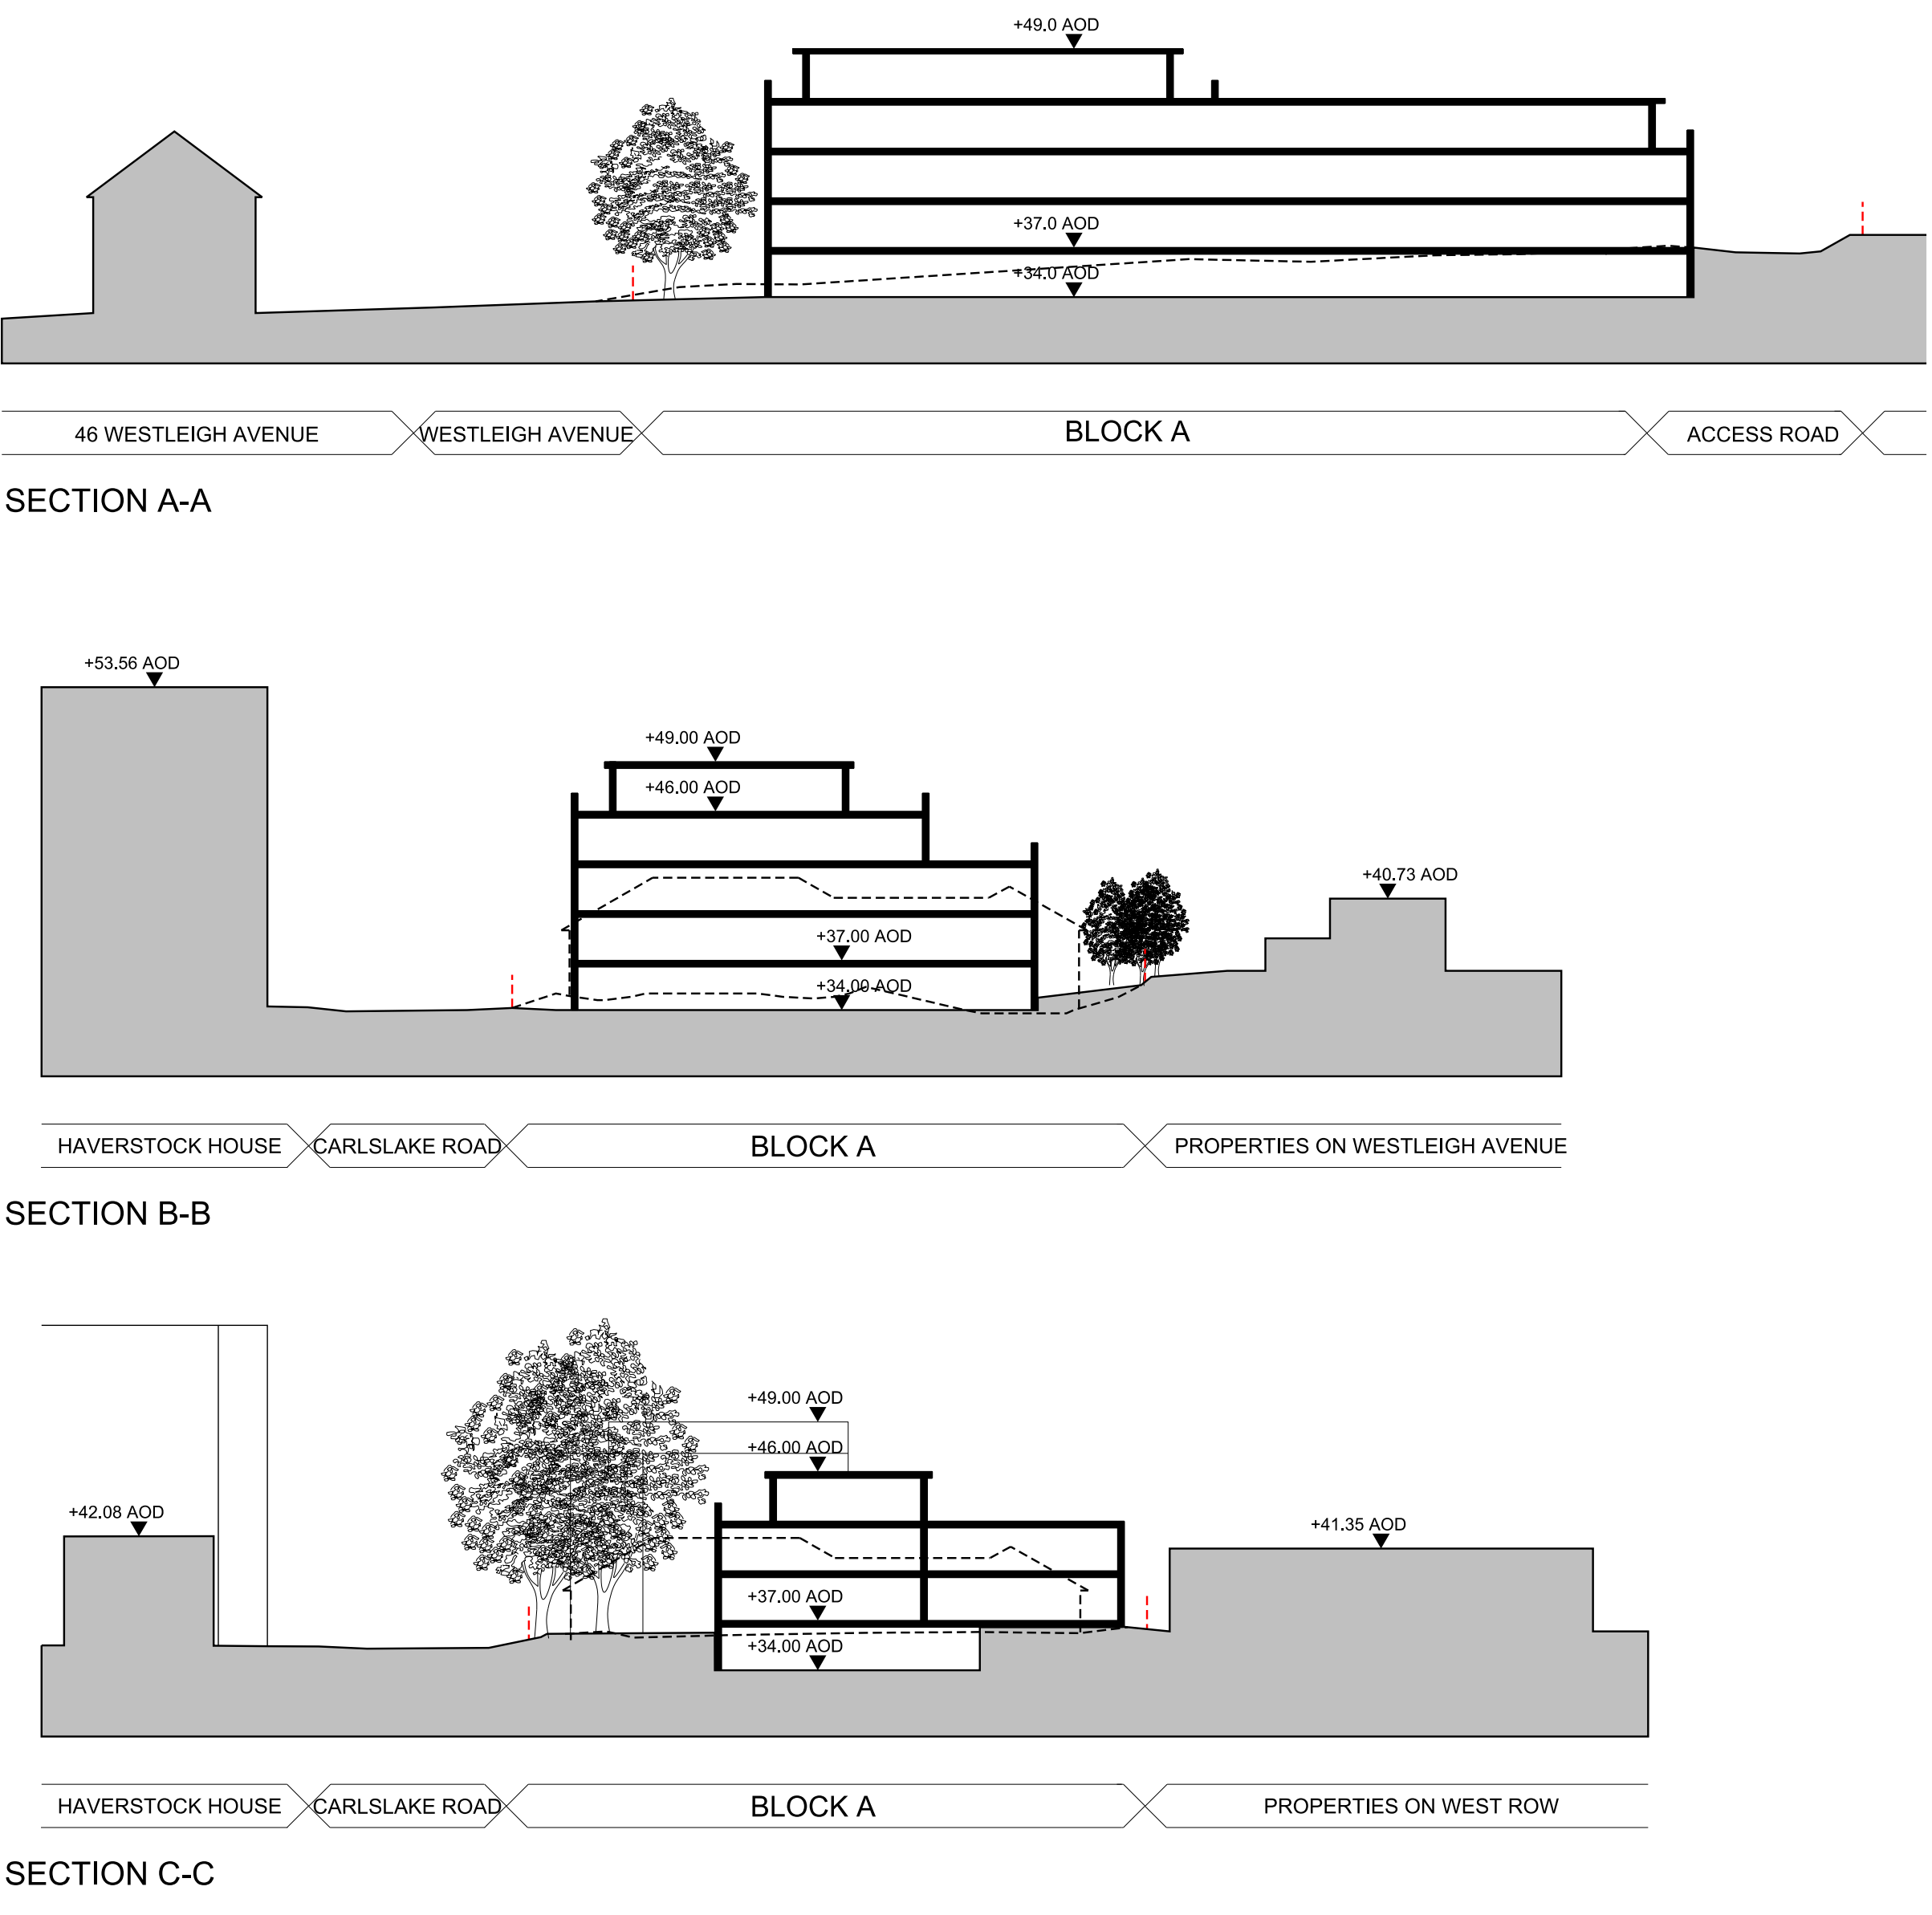 +49.0 AOD
+37.0 AOD
+34.0 AOD
46 WESTLEIGH AVENUE
WESTLEIGH AVENUE
BLOCK A
ACCESS ROAD
SECTION A-A
+53.56 AOD
+49.00 AOD
+46.00 AOD
+40.73 AOD
+37.00 AOD
+34.00 AOD
HAVERSTOCK HOUSE
CARLSLAKE ROAD
BLOCK A
PROPERTIES ON WESTLEIGH AVENUE
SECTION B-B
+49.00 AOD
+46.00 AOD
+42.08 AOD
+41.35 AOD
+37.00 AOD
+34.00 AOD
HAVERSTOCK HOUSE
CARLSLAKE ROAD
BLOCK A
PROPERTIES ON WEST ROW
SECTION C-C